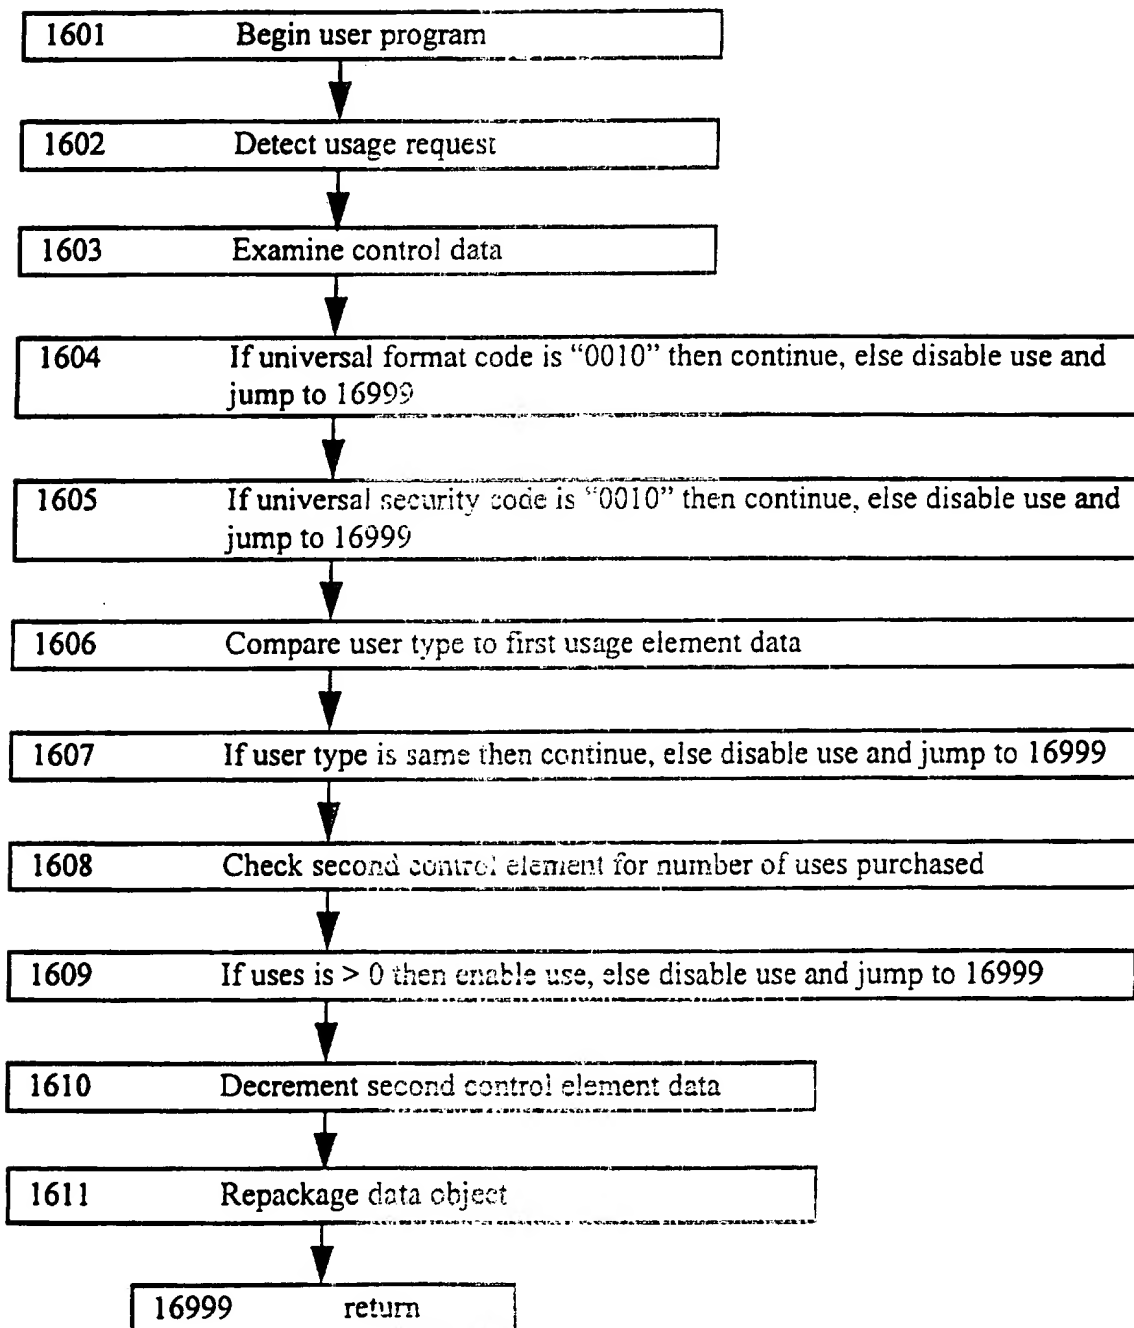 1601 Begin user program
1602 Detect usage request
1603 Examine control data
1604 If universal format code is “0010” then continue, else disable use and
jump to 16999
1605 If universal security code is “0010” then continue, else disable use and
jump to 16999
1606 Compare user type to first usage element data
1607 If user type is same then continue, else disable use and jump to 16999
1608 Check second control element for number of uses purchased
1609 If uses is > 0 then enable use, else disable use and jump to 16999
1610 Decrement second control element data
1611 Repackage data object
16999 return